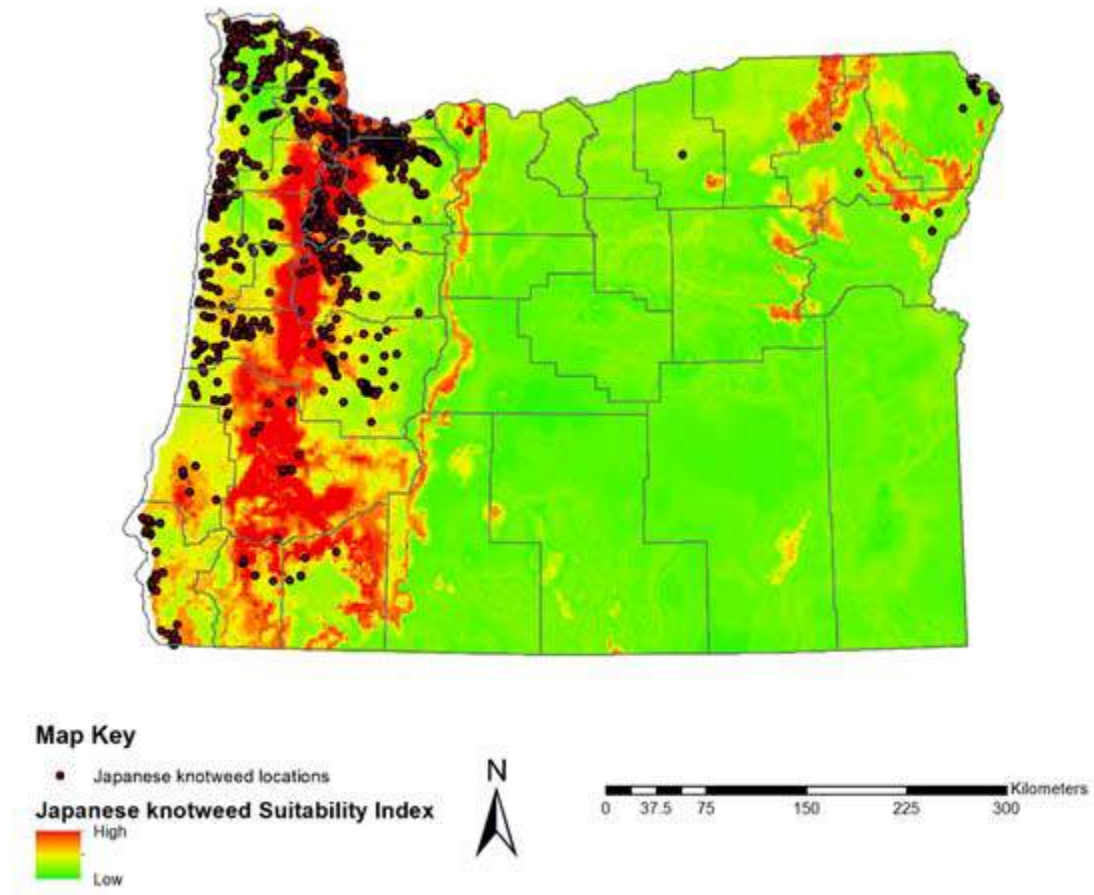 Map Key
Japanese knotweed locations
Japanese knotweed Suitability Index
High
Low
N
Kilometers
0 37.5 75 150 225 300